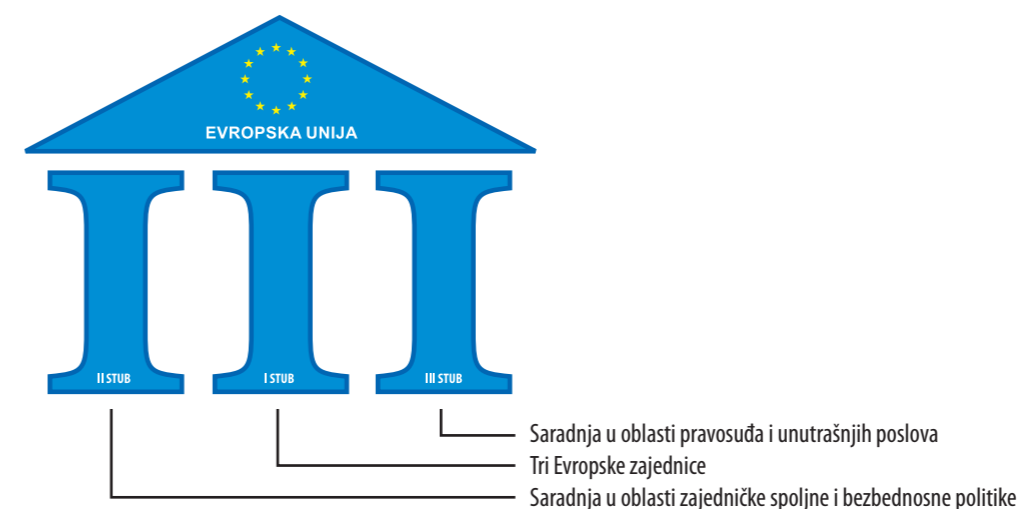 EVROPSKA UNIJA
II STUB
I STUB
III STUB
Saradnja u oblasti pravosuđa i unutrašnjih poslova
Tri Evropske zajednice
Saradnja u oblasti zajedničke spoljne i bezbednosne politike